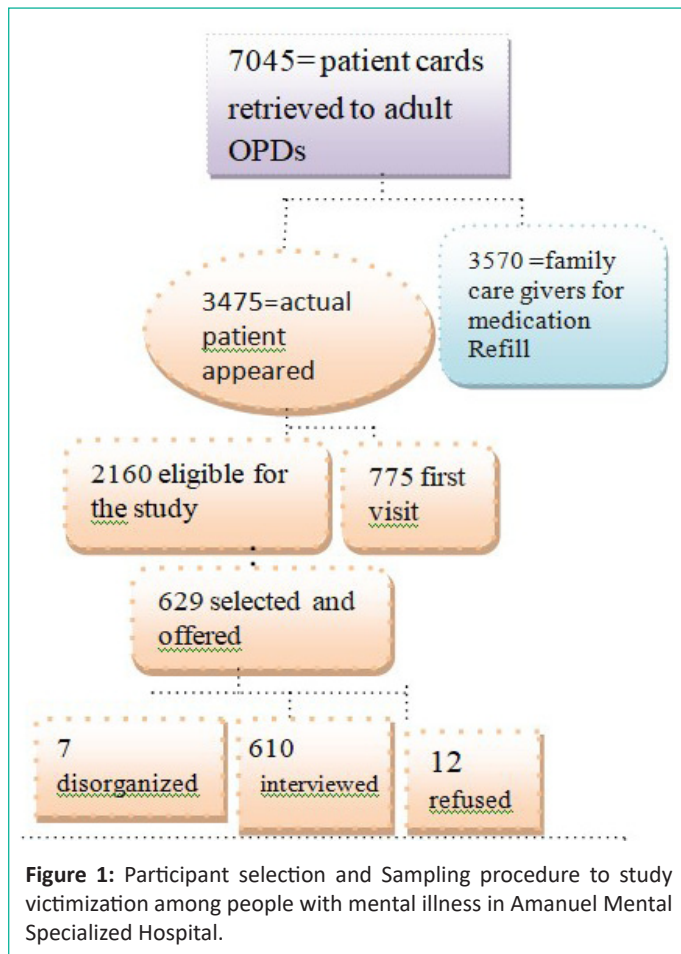 7045= patient cards
retrieved to adult
OPDs
3475=actual
patient
appeared
3570 =family
care givers for
medication
Refill
2160 eligible for
the study
775 first
visit
629 selected and
offered
7
disorganized
610
interviewed
12
refused
Figure 1: Participant selection and Sampling procedure to study
victimization among people with mental illness in Amanuel Mental
Specialized Hospital.